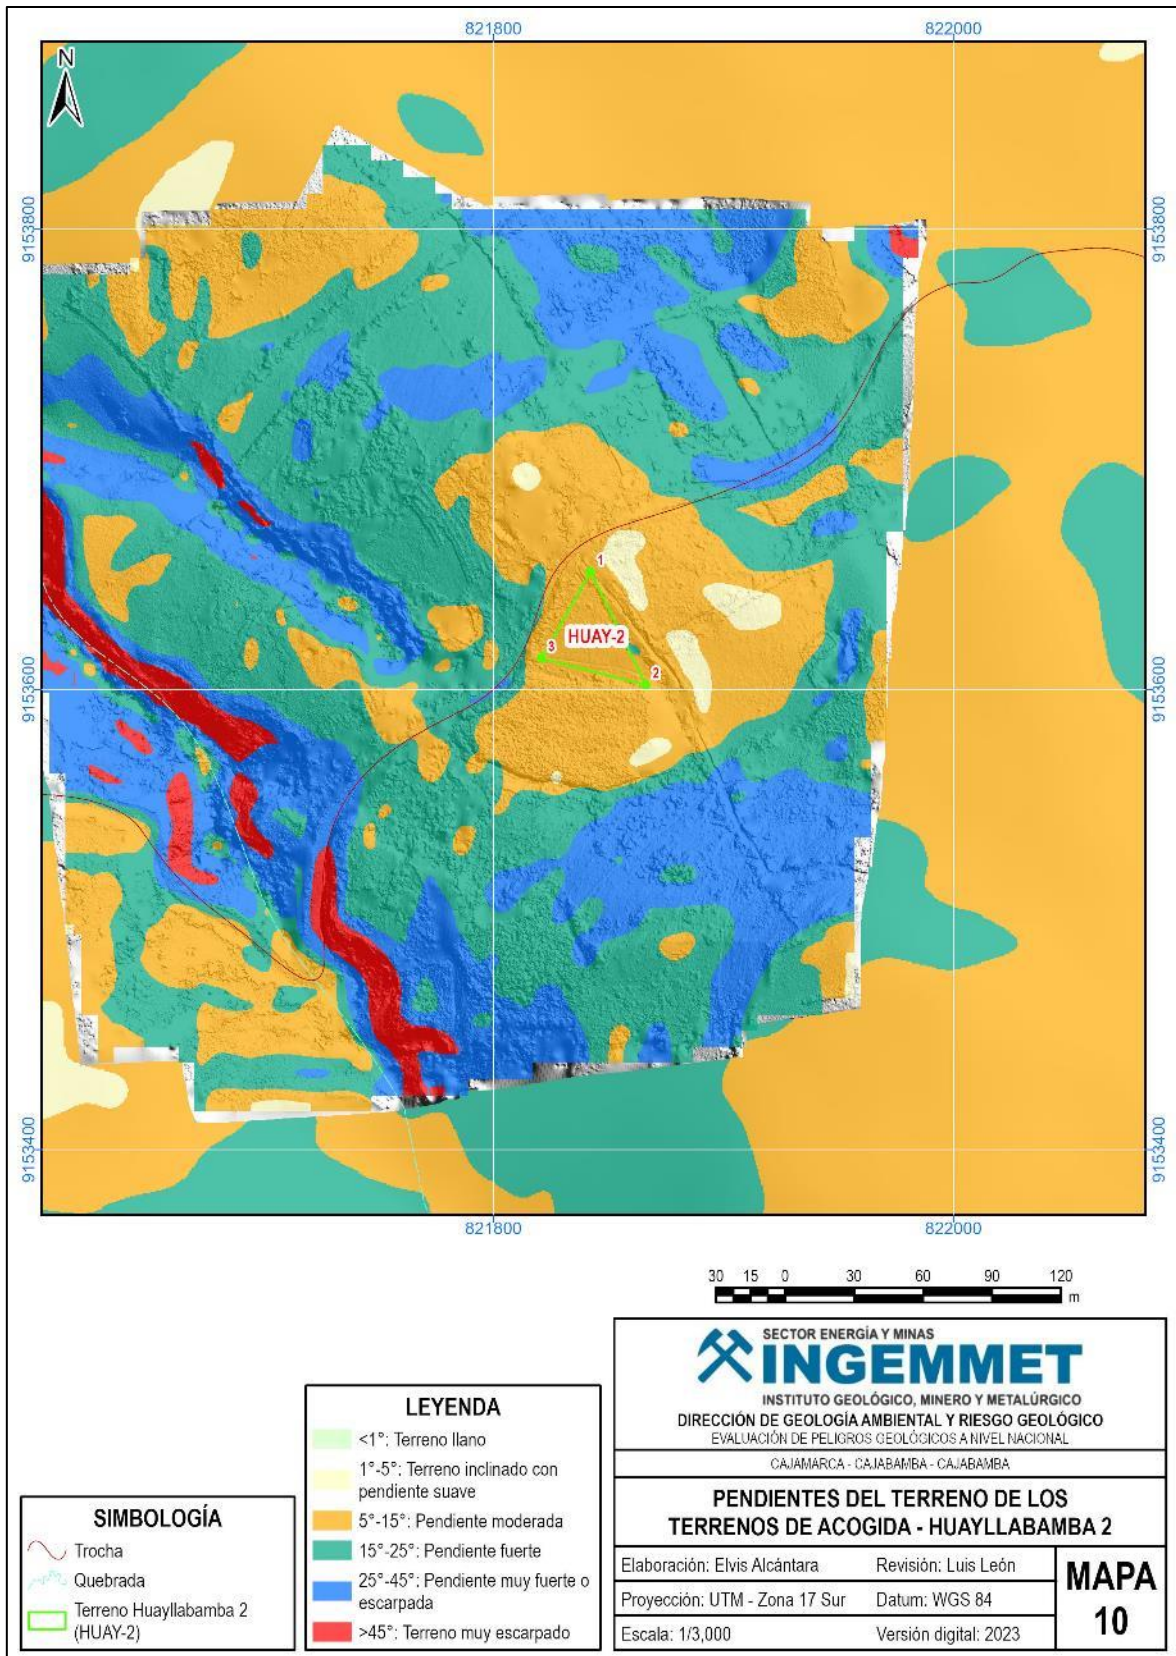 821800
822000
N
9153800
9153800
1
HUAY-2
3
2
9153600
9153600
9153400
9153400
821800
822000
30 15 0 30 60 90 120
m
SECTOR ENERGÍA Y MINAS
INGEMMET
INSTITUTO GEOLÓGICO, MINERO Y METALÚRGICO
DIRECCIÓN DE GEOLOGÍA AMBIENTAL Y RIESGO GEOLÓGICO
EVALUACIÓN DE PELIGROS GEOLÓGICOS A NIVEL NACIONAL
CAJAMARCA - CAJABAMBA - CAJABAMBA
PENDIENTES DEL TERRENO DE LOS
TERRENOS DE ACOGIDA - HUAYLLABAMBA 2
Elaboración: Elvis Alcántara Revisión: Luis León
Proyección: UTM - Zona 17 Sur Datum: WGS 84
Escala: 1/3,000 Versión digital: 2023
MAPA
10
LEYENDA
<1°: Terreno llano
1°-5°: Terreno inclinado con
pendiente suave
5°-15°: Pendiente moderada
15°-25°: Pendiente fuerte
25°-45°: Pendiente muy fuerte o
escarpada
>45°: Terreno muy escarpado
SIMBOLOGÍA
Trocha
Quebrada
Terreno Huayllabamba 2
(HUAY-2)